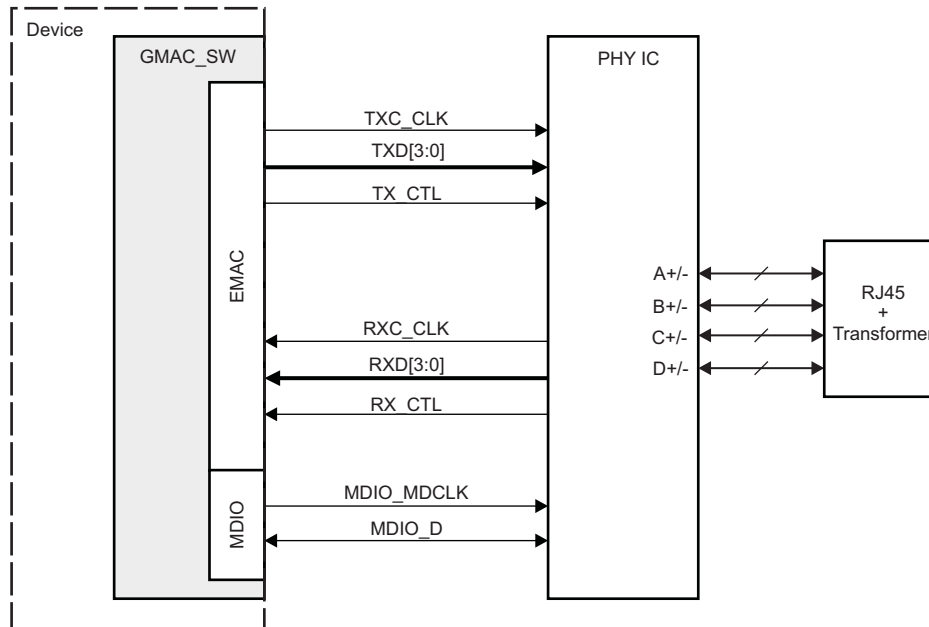 Device
GMAC_SW
PHY IC
TXC_CLK
TXD[3:0]
TX_CTL
EMAC
RXC_CLK
RXD[3:0]
RX_CTL
A+/-
B+/-
C+/-
D+/-
RJ45
+
Transformer
MDIO
MDIO_MDCLK
MDIO_D